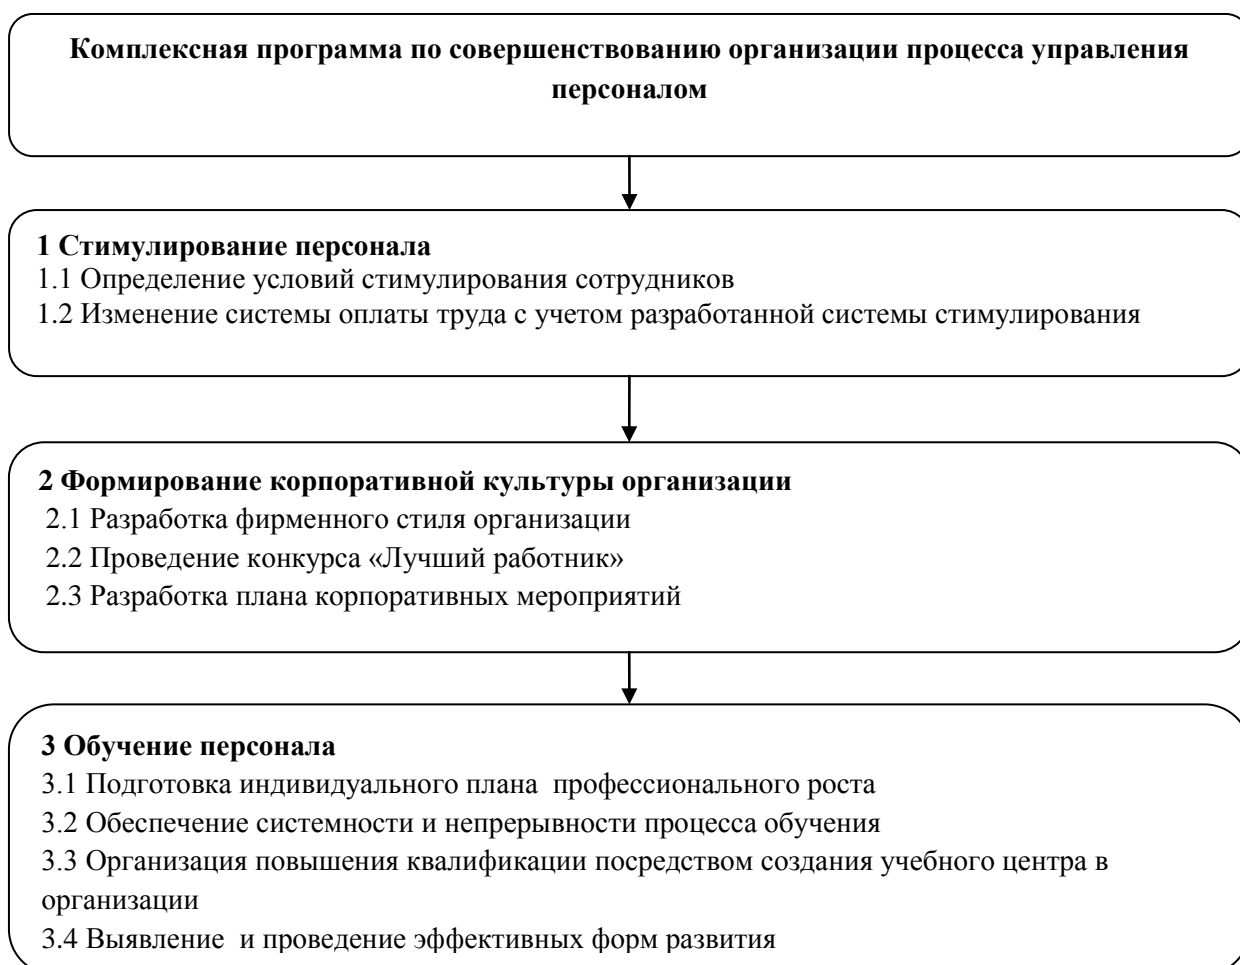 Комплексная программа по совершенствованию организации процесса управления
персоналом
1 Стимулирование персонала
1.1 Определение условий стимулирования сотрудников
1.2 Изменение системы оплаты труда с учетом разработанной системы стимулирования
2 Формирование корпоративной культуры организации
2.1 Разработка фирменного стиля организации
2.2 Проведение конкурса «Лучший работник»
2.3 Разработка плана корпоративных мероприятий
3 Обучение персонала
3.1 Подготовка индивидуального плана  профессионального роста
3.2 Обеспечение системности и непрерывности процесса обучения
3.3 Организация повышения квалификации посредством создания учебного центра в
организации
3.4 Выявление  и проведение эффективных форм развития